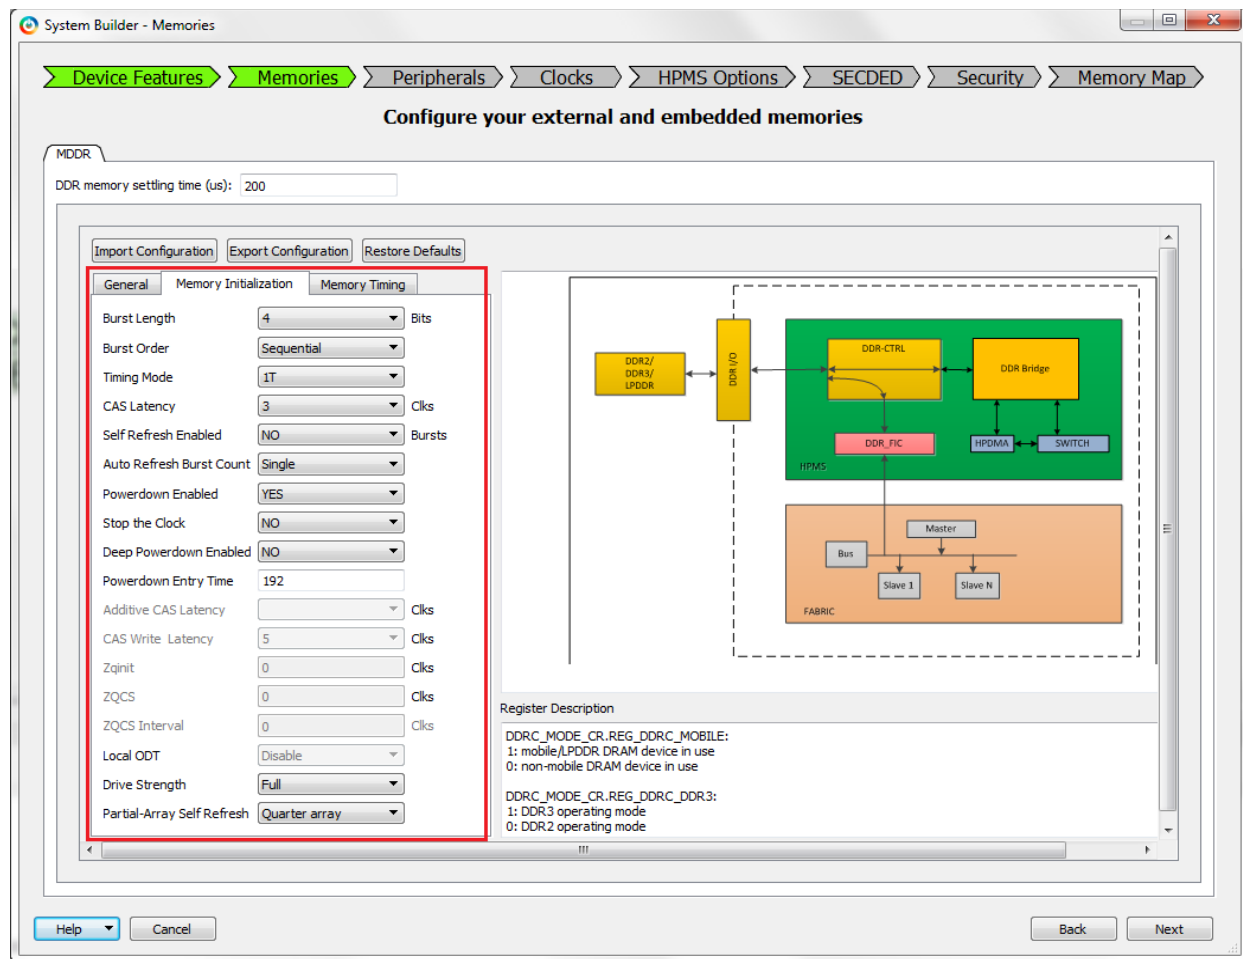 System Builder - Memories
Device Features Memories Peripherals Clocks HPMS Options SECDED Security Memory Map
Configure your external and embedded memories
MDDR
DDR memory settling time (us): 200
Import Configuration Export Configuration Restore Defaults
General Memory Initialization Memory Timing
Burst Length 4 Bits
Burst Order Sequential
Timing Mode 1T
CAS Latency 3 Clks
Self Refresh Enabled NO Bursts
Auto Refresh Burst Count Single
Powerdown Enabled YES
Stop the Clock NO
Deep Powerdown Enabled NO
Powerdown Entry Time 192
Additive CAS Latency Clks
CAS Write Latency 5 Clks
Zqinit 0 Clks
ZQCS 0 Clks
ZQCS Interval 0 Clks
Local ODT Disable
Drive Strength Full
Partial-Array Self Refresh Quarter array
DDR2/
DDR3/
LPDDR
DDR I/O
DDR-CTRL
DDR Bridge
DDR_FIC
HPDMA
SWITCH
HPMS
Master
Bus
Slave 1
Slave N
FABRIC
Register Description
DDRC_MODE_CR.REG_DDRC_MOBILE:
1: mobile/LPDDR DRAM device in use
0: non-mobile DRAM device in use
DDRC_MODE_CR.REG_DDRC_DDR3:
1: DDR3 operating mode
0: DDR2 operating mode
Help Cancel Back Next